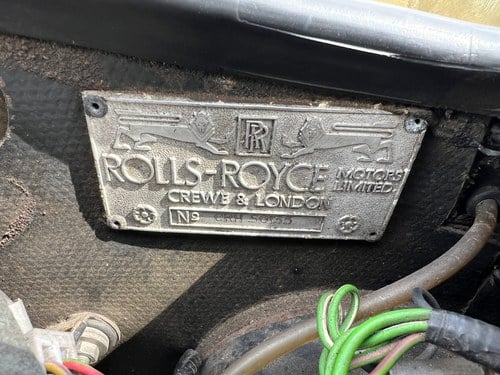 RR
ROLLS-ROYCE MOTORS LIMITED.
CREWE & LONDON
Nº